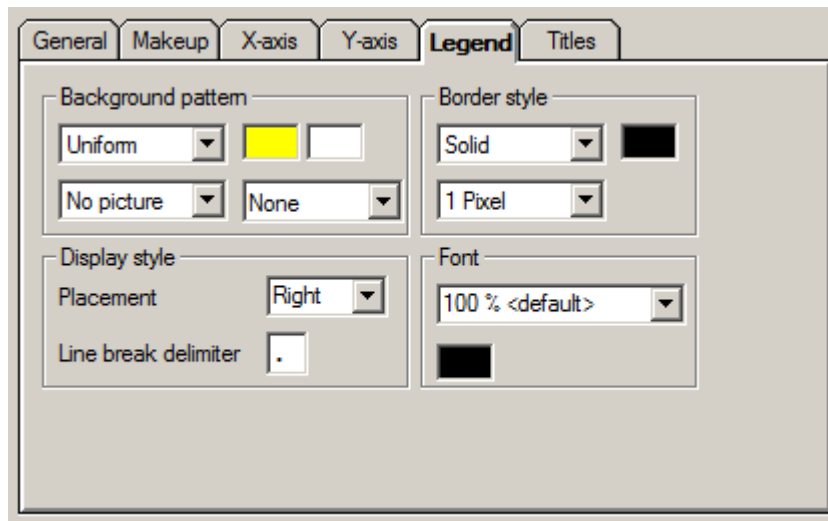 General Makeup X-axis Y-axis Legend Titles
Background pattern
Uniform
No picture None
Border style
Solid
1 Pixel
Display style
Placement Right
Line break delimiter .
Font
100 % <default>